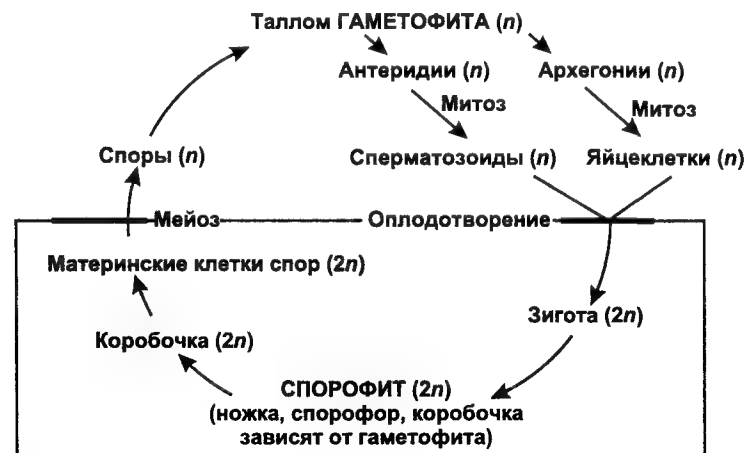 Таллом ГАМЕТОФИТА (n)
Антеридии (n)
Архегонии (n)
Митоз
Митоз
Споры (n)
Сперматозоиды (n)
Яйцеклетки (n)
Мейоз
Оплодотворение
Материнские клетки спор (2n)
Зигота (2n)
Коробочка (2n)
СПОРОФИТ (2n)
(ножка, спорофор, коробочка
зависят от гаметофита)